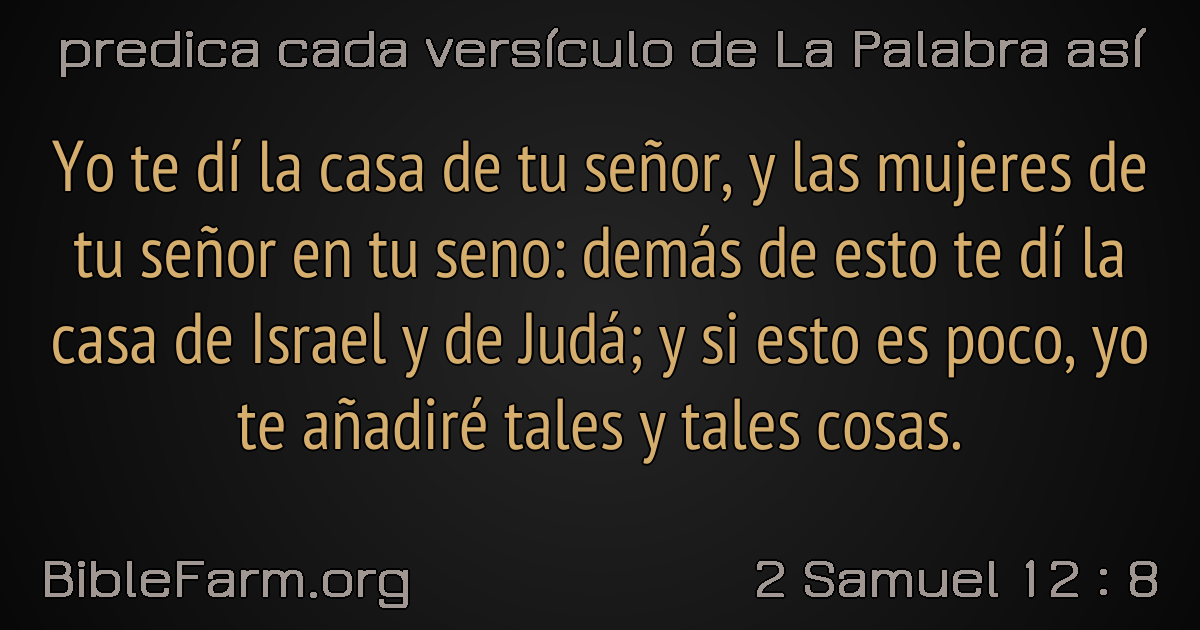 predica cada versículo de La Palabra así
Yo te dí la casa de tu señor, y las mujeres de
tu señor en tu seno: demás de esto te dí la
casa de Israel y de Judá; y si esto es poco, yo
te añadiré tales y tales cosas.
BibleFarm.org
2 Samuel 12 : 8